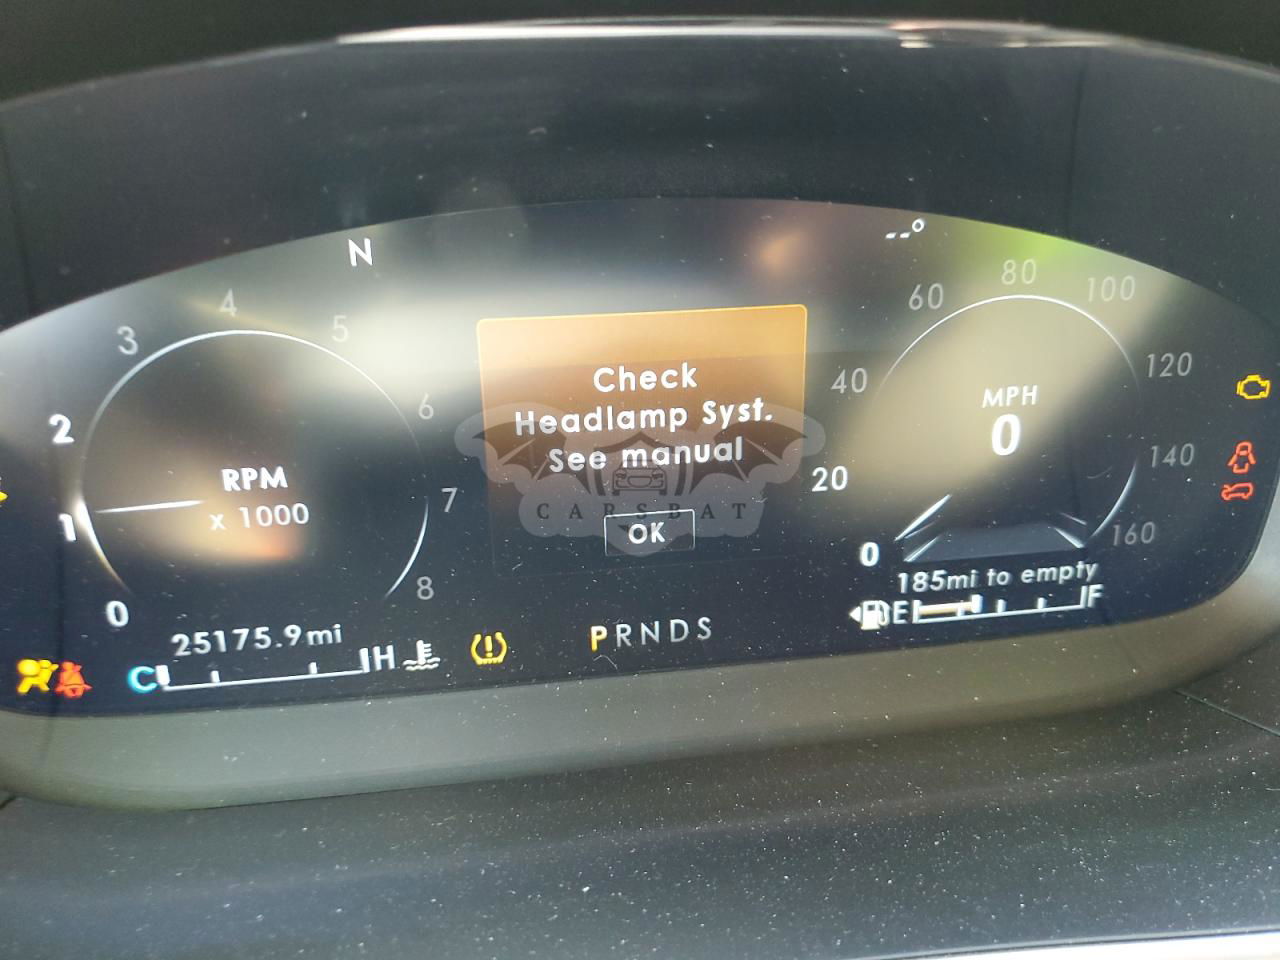 N
--°
0
1
2
3
4
5
6
7
8
RPM
x 1000
Check
Headlamp Syst.
See manual
OK
CARSBAT
0
20
40
60
80
100
120
140
160
MPH
0
185mi to empty
E
F
25175.9mi
C
H
PRNDS